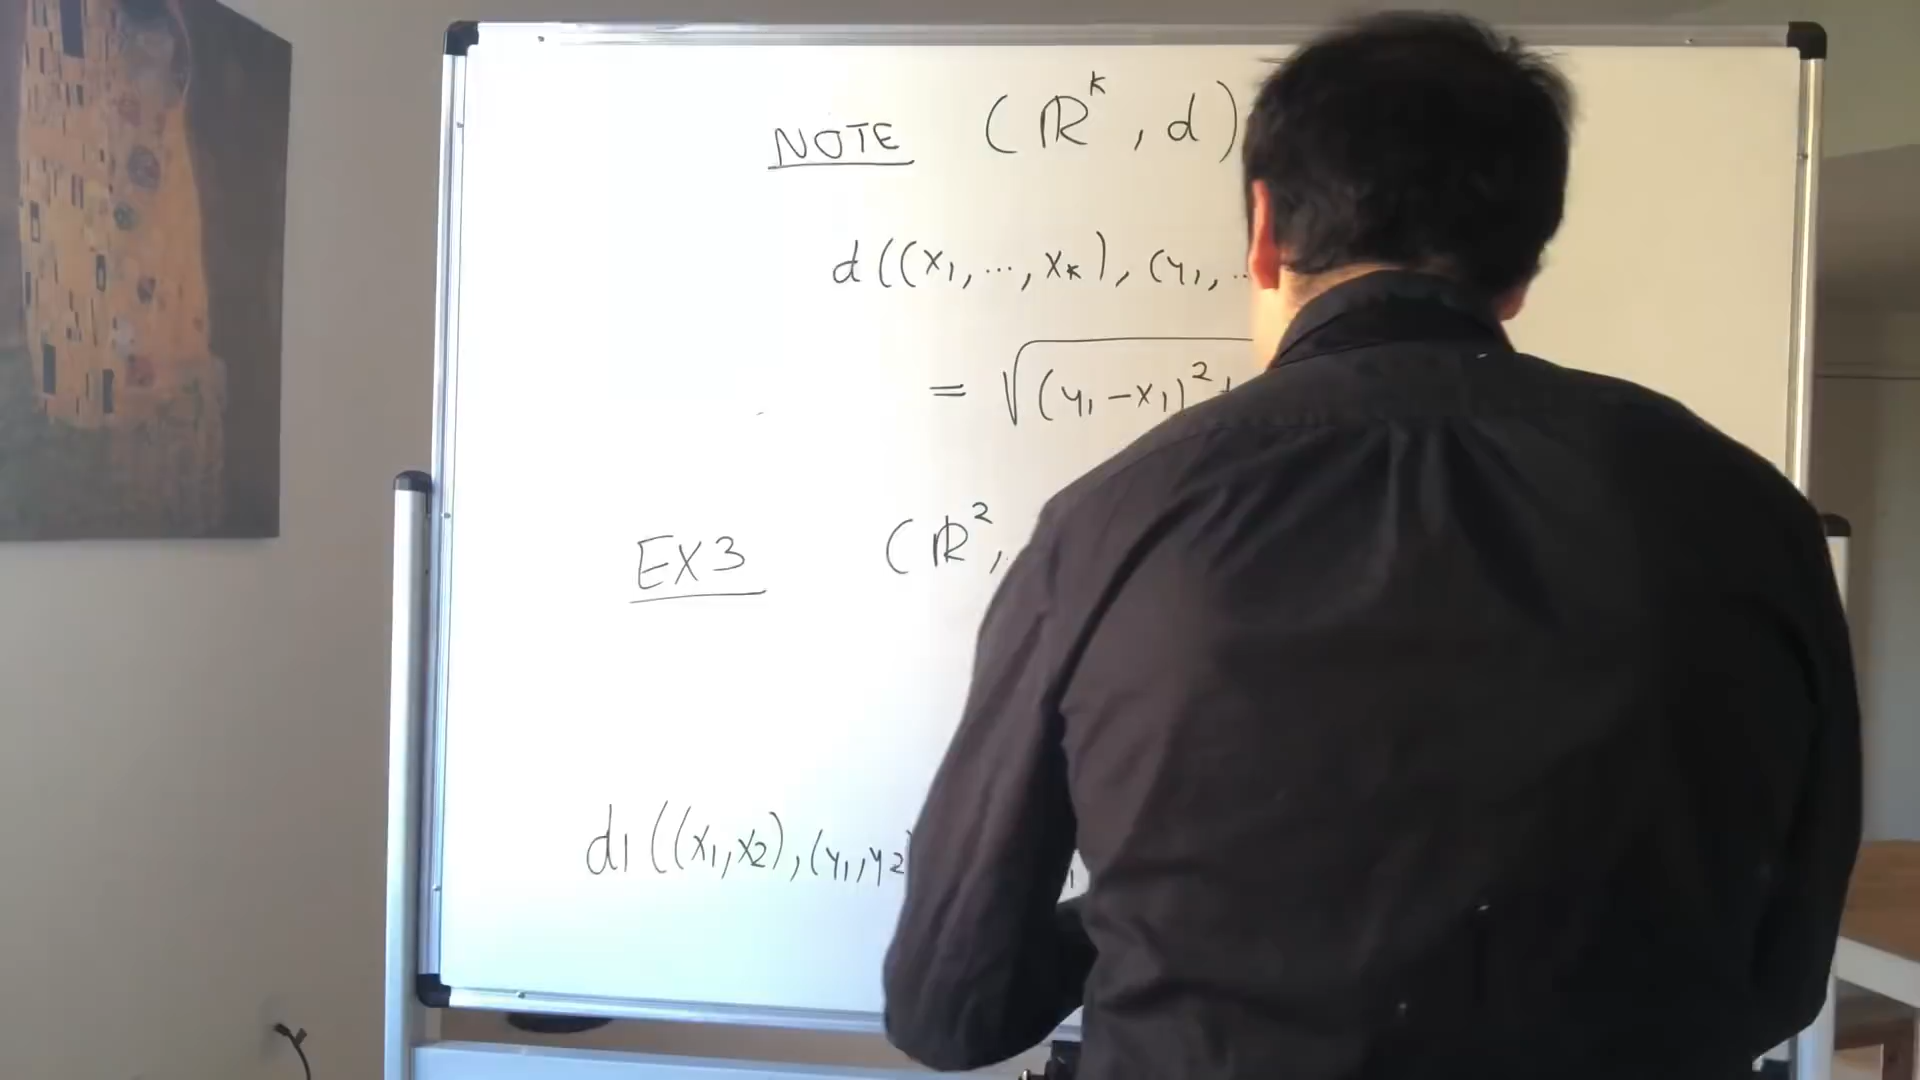 NOTE (ℝᵏ, d)
d((x₁, ..., xₖ), (y₁, ..
= √(y₁-x₁)² +
EX3 (ℝ²,
d₁((x₁,x₂),(y₁,y₂)